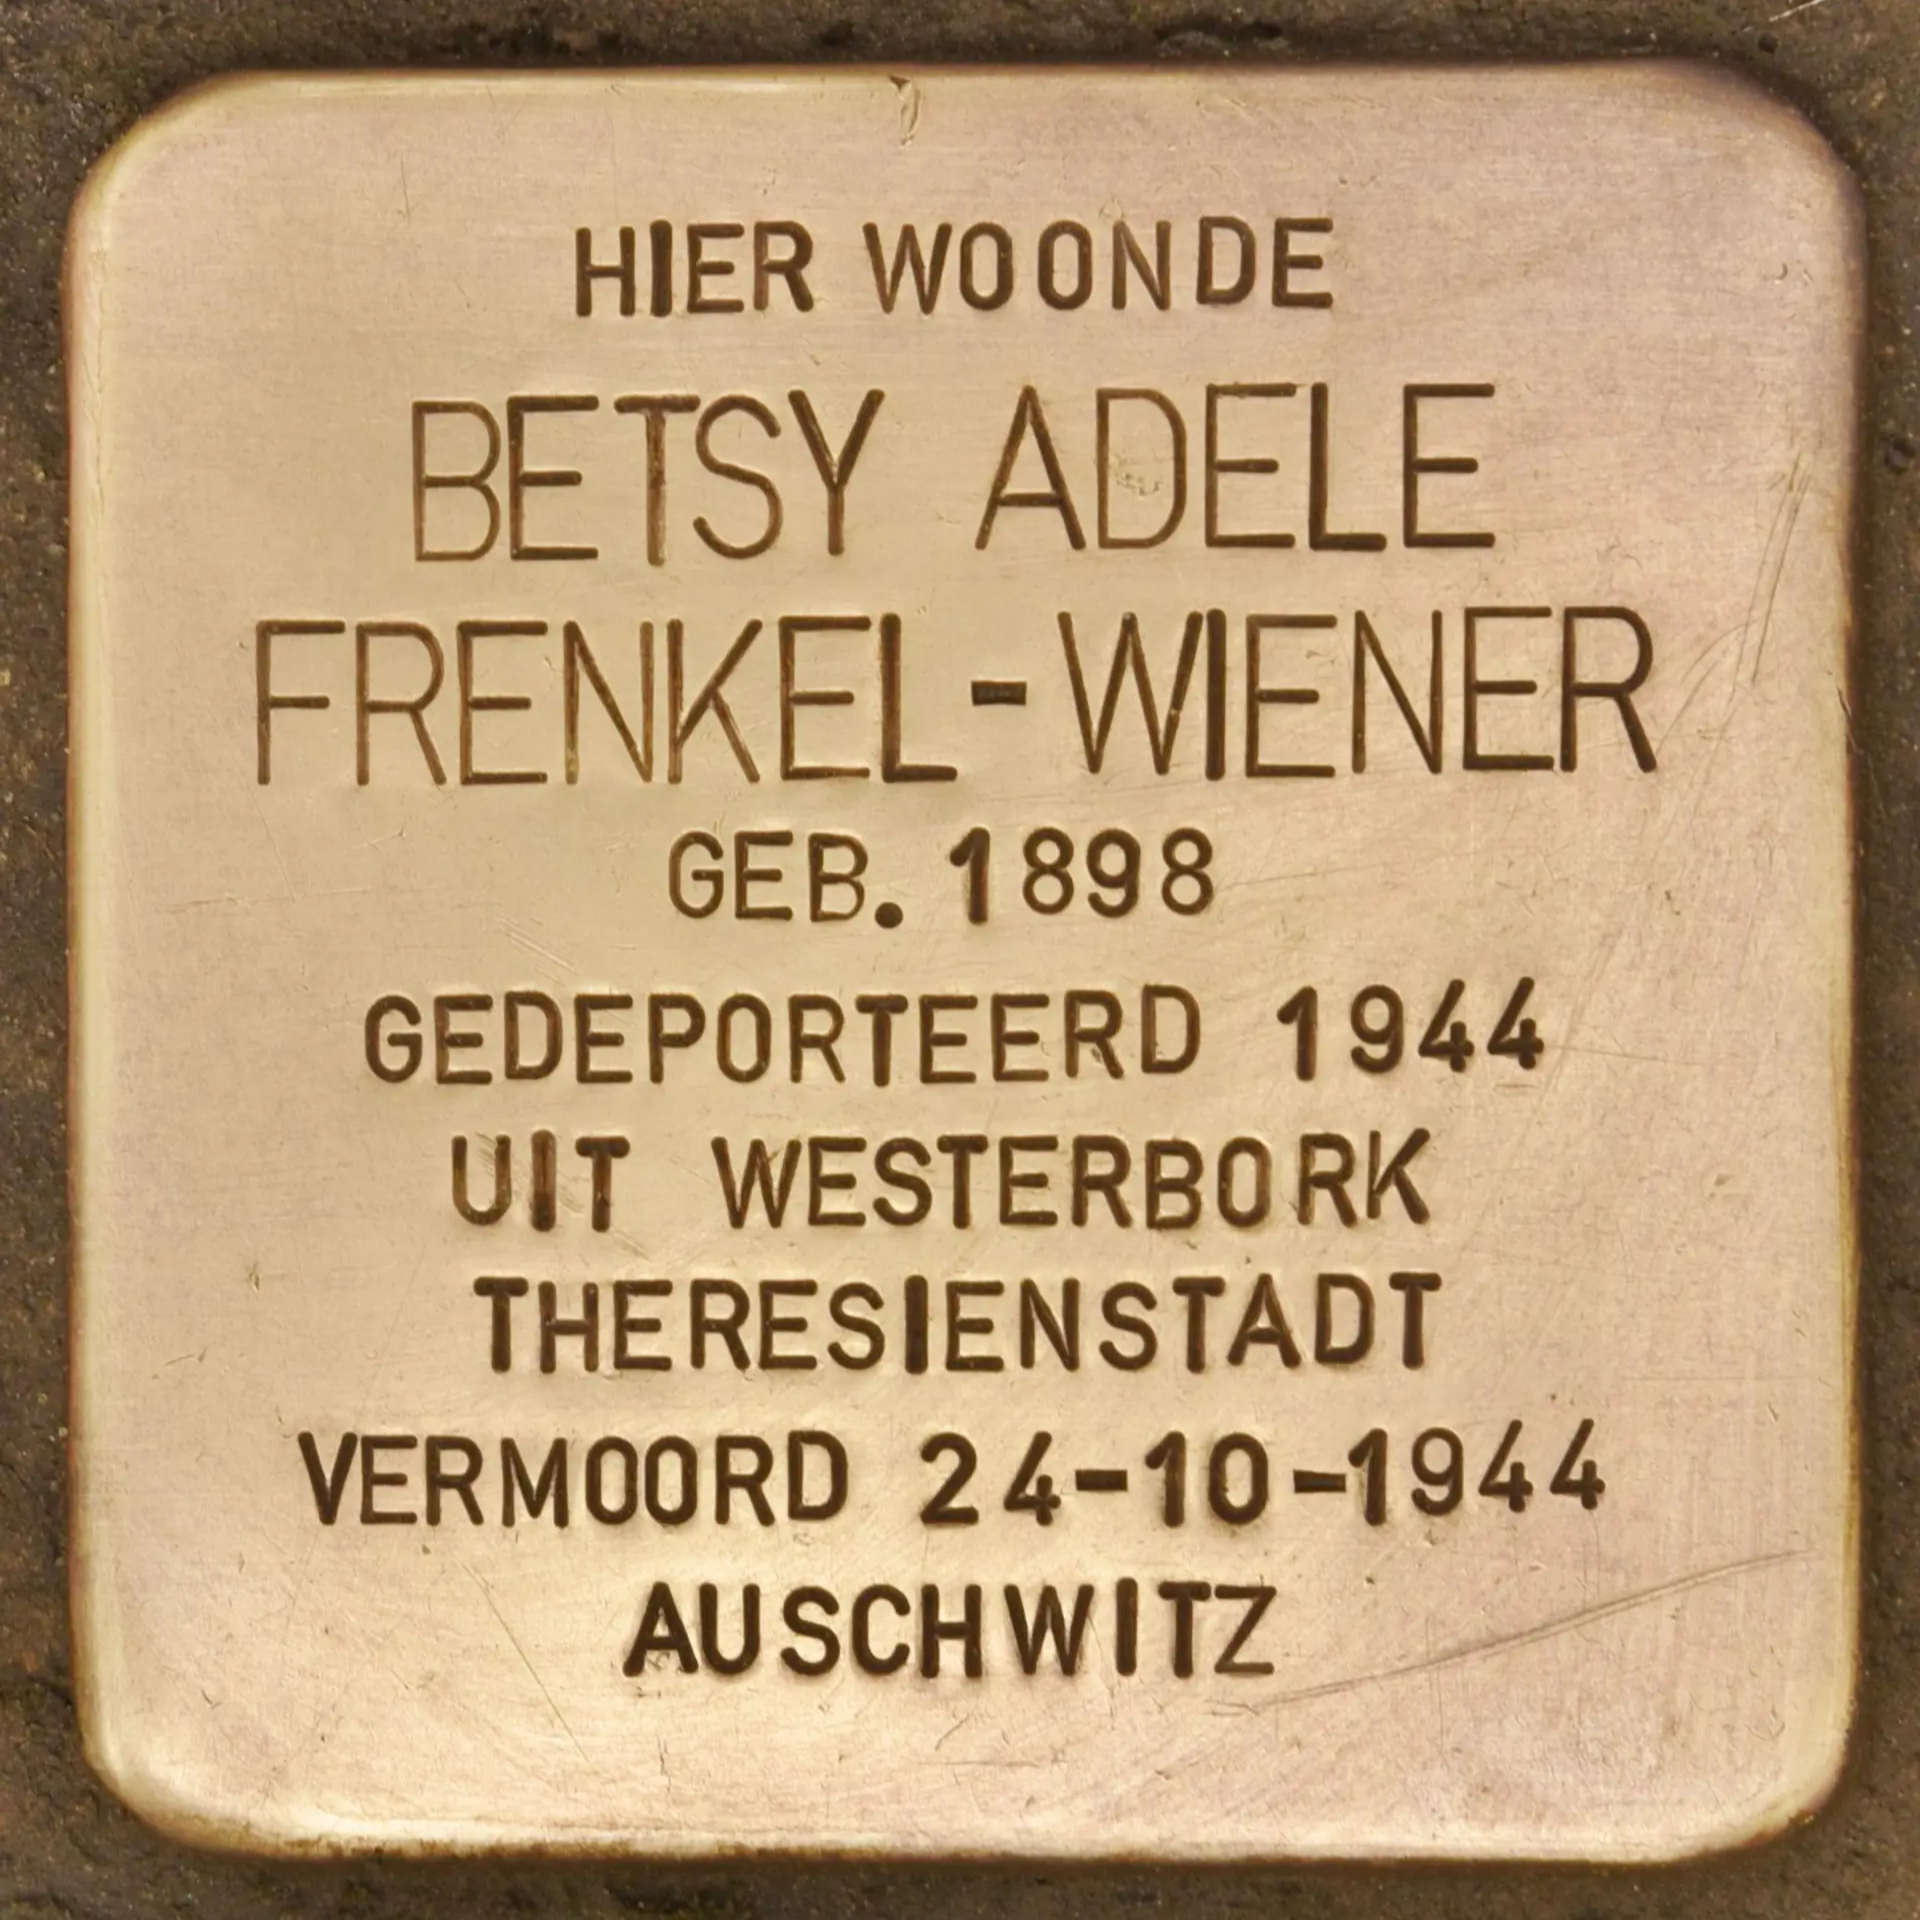 HIER WOONDE
BETSY ADELE
FRENKEL-WIENER
GEB. 1898
GEDEPORTEERD 1944
UIT WESTERBORK
THERESIENSTADT
VERMOORD 24-10-1944
AUSCHWITZ